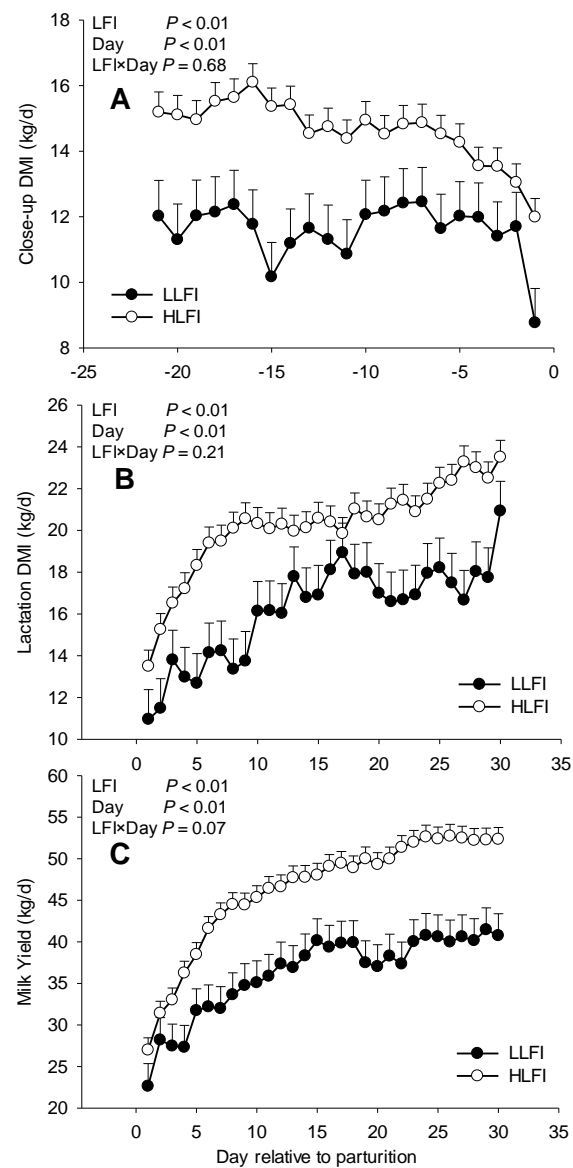 LFI P < 0.01
Day P < 0.01
LFI×Day P = 0.68
A
Close-up DMI (kg/d)
18
16
14
12
10
8
LLFI
HLFI
-25 -20 -15 -10 -5 0
LFI P < 0.01
Day P < 0.01
LFI×Day P = 0.21
B
Lactation DMI (kg/d)
26
24
22
20
18
16
14
12
10
LLFI
HLFI
0 5 10 15 20 25 30 35
LFI P < 0.01
Day P < 0.01
LFI×Day P = 0.07
C
Milk Yield (kg/d)
60
55
50
45
40
35
30
25
20
LLFI
HLFI
0 5 10 15 20 25 30 35
Day relative to parturition